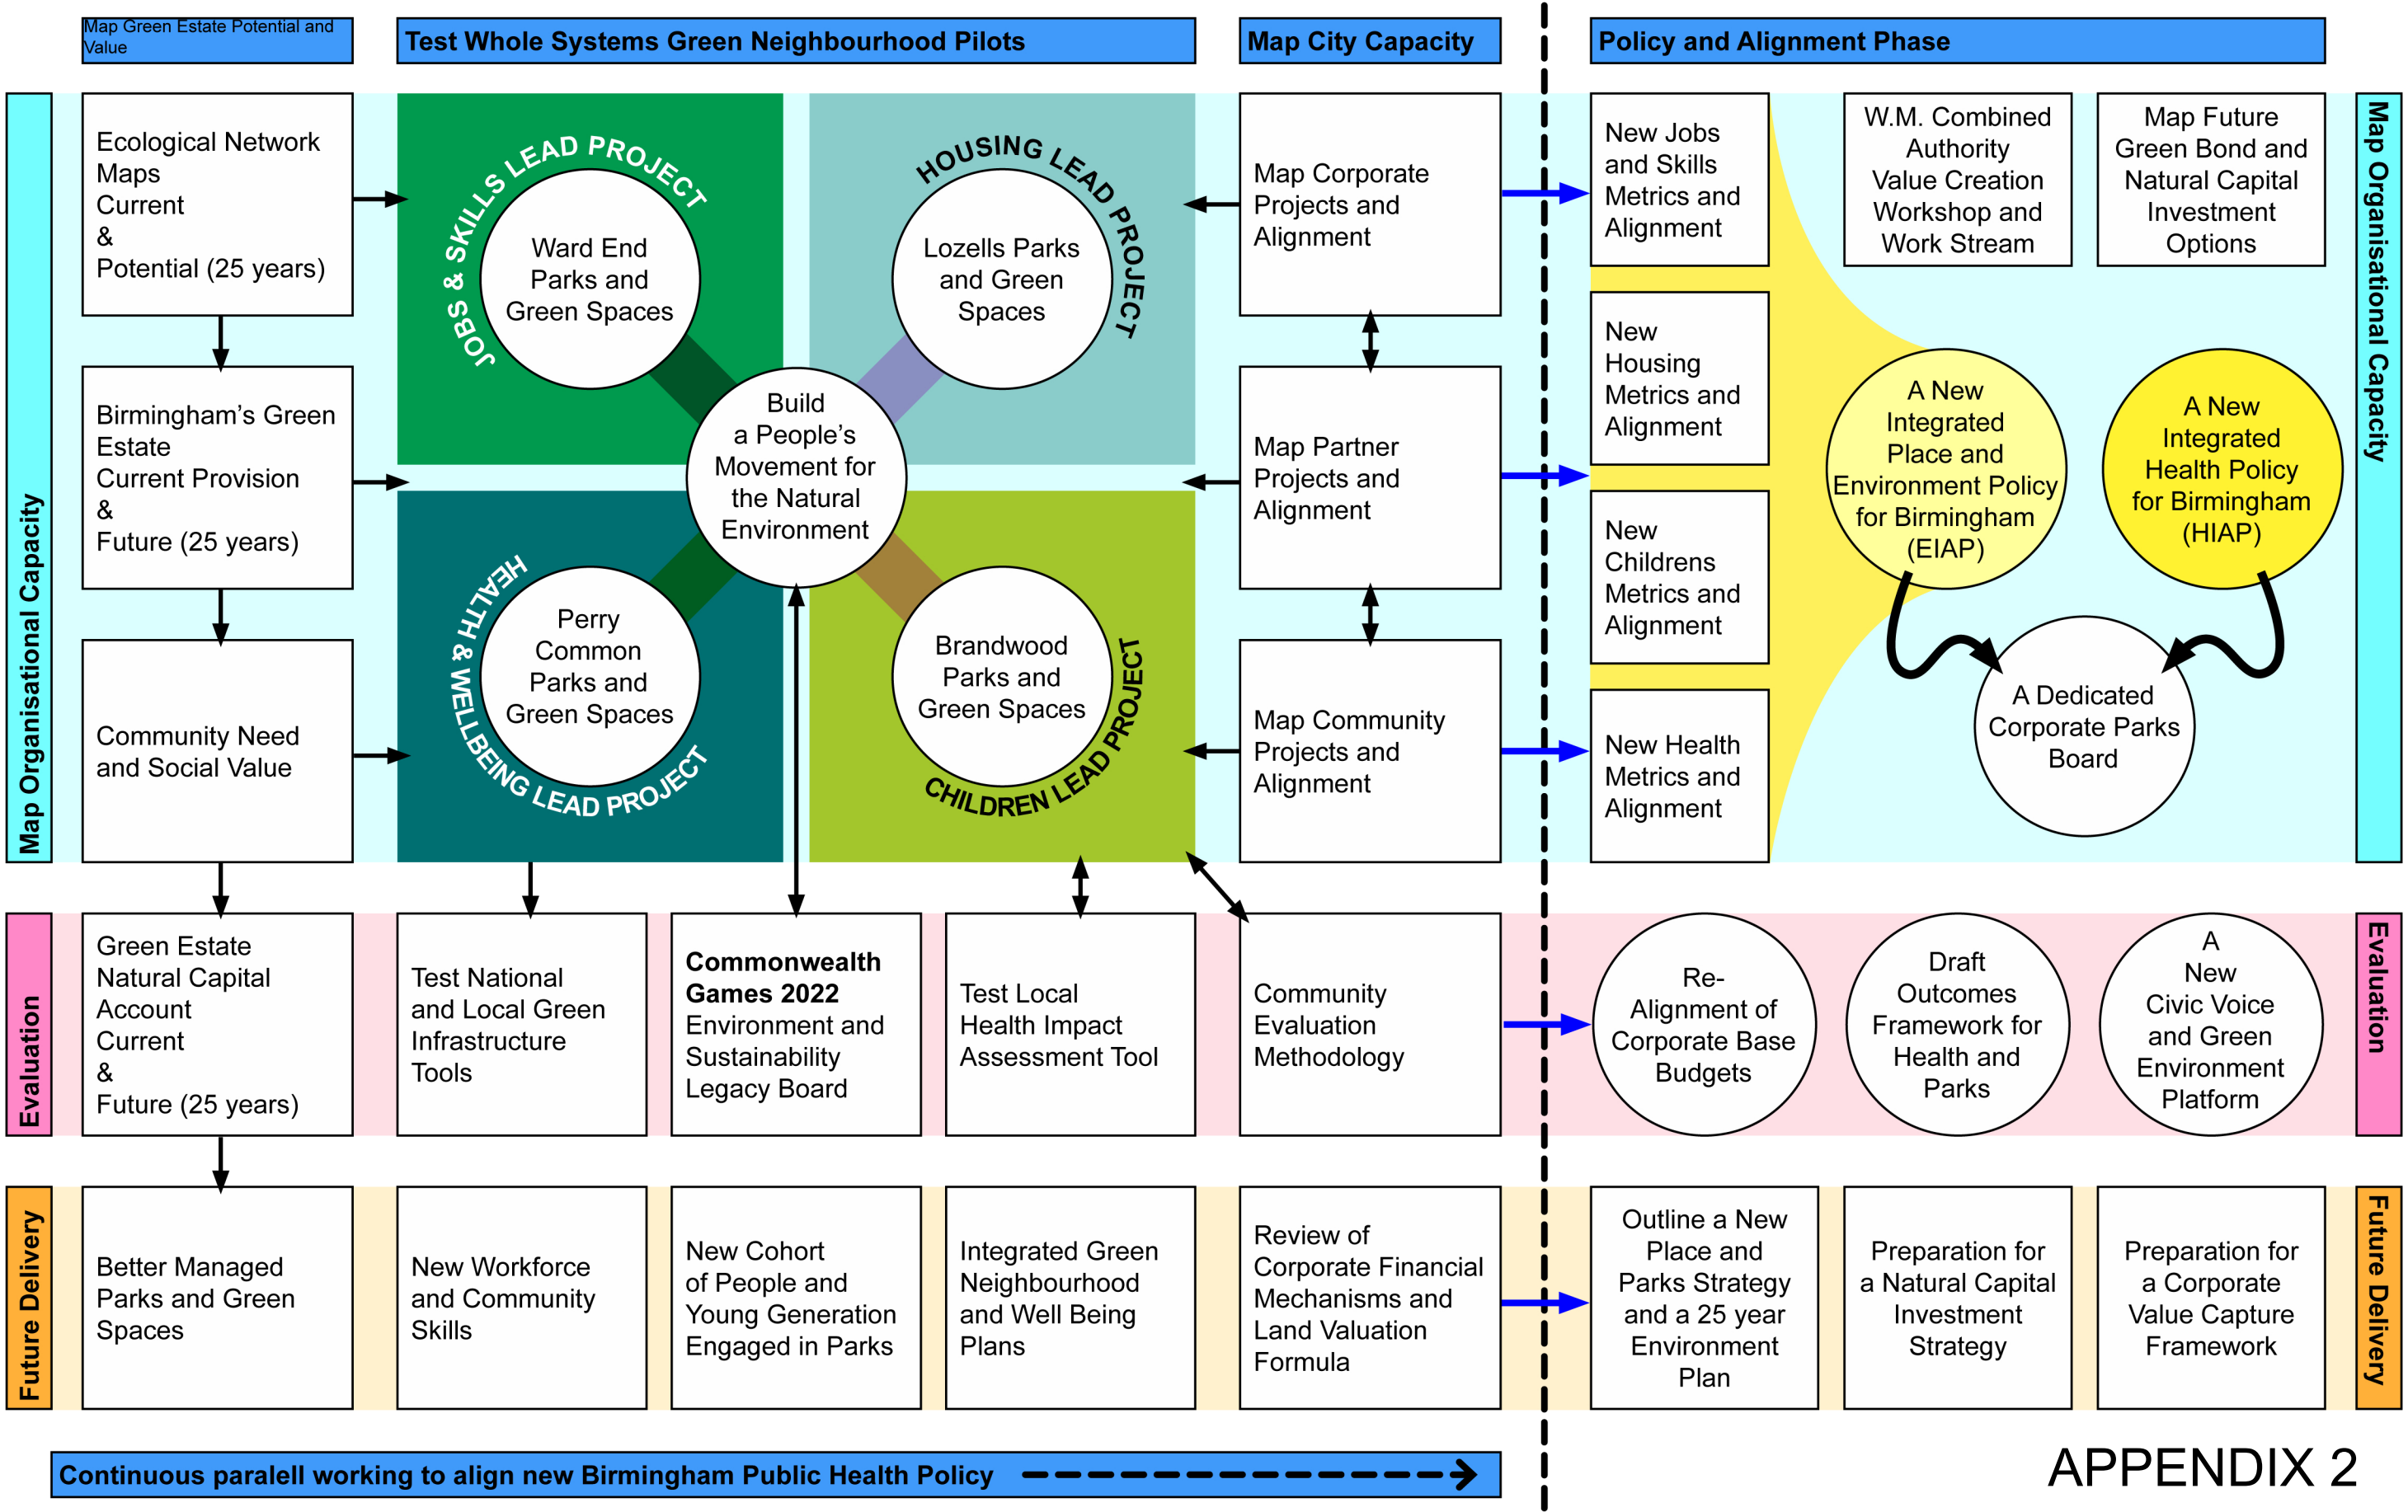 Map Green Estate Potential and
Value
Test Whole Systems Green Neighbourhood Pilots
Map City Capacity
Policy and Alignment Phase
Map Organisational Capacity
Ecological Network
Maps
Current
&
Potential (25 years)
Birmingham’s Green
Estate
Current Provision
&
Future (25 years)
Community Need
and Social Value
JOBS & SKILLS LEAD PROJECT
Ward End
Parks and
Green Spaces
HOUSING LEAD PROJECT
Lozells Parks
and Green
Spaces
Build
a People’s
Movement for
the Natural
Environment
HEALTH & WELLBEING LEAD PROJECT
Perry
Common
Parks and
Green Spaces
CHILDREN LEAD PROJECT
Brandwood
Parks and
Green Spaces
Map Corporate
Projects and
Alignment
Map Partner
Projects and
Alignment
Map Community
Projects and
Alignment
New Jobs
and Skills
Metrics and
Alignment
New
Housing
Metrics and
Alignment
New
Childrens
Metrics and
Alignment
New Health
Metrics and
Alignment
W.M. Combined
Authority
Value Creation
Workshop and
Work Stream
Map Future
Green Bond and
Natural Capital
Investment
Options
A New
Integrated
Place and
Environment Policy
for Birmingham
(EIAP)
A New
Integrated
Health Policy
for Birmingham
(HIAP)
A Dedicated
Corporate Parks
Board
Map Organisational Capacity
Evaluation
Green Estate
Natural Capital
Account
Current
&
Future (25 years)
Test National
and Local Green
Infrastructure
Tools
Commonwealth
Games 2022
Environment and
Sustainability
Legacy Board
Test Local
Health Impact
Assessment Tool
Community
Evaluation
Methodology
Re-
Alignment of
Corporate Base
Budgets
Draft
Outcomes
Framework for
Health and
Parks
A
New
Civic Voice
and Green
Environment
Platform
Evaluation
Future Delivery
Better Managed
Parks and Green
Spaces
New Workforce
and Community
Skills
New Cohort
of People and
Young Generation
Engaged in Parks
Integrated Green
Neighbourhood
and Well Being
Plans
Review of
Corporate Financial
Mechanisms and
Land Valuation
Formula
Outline a New
Place and
Parks Strategy
and a 25 year
Environment
Plan
Preparation for
a Natural Capital
Investment
Strategy
Preparation for
a Corporate
Value Capture
Framework
Future Delivery
Continuous paralell working to align new Birmingham Public Health Policy
APPENDIX 2